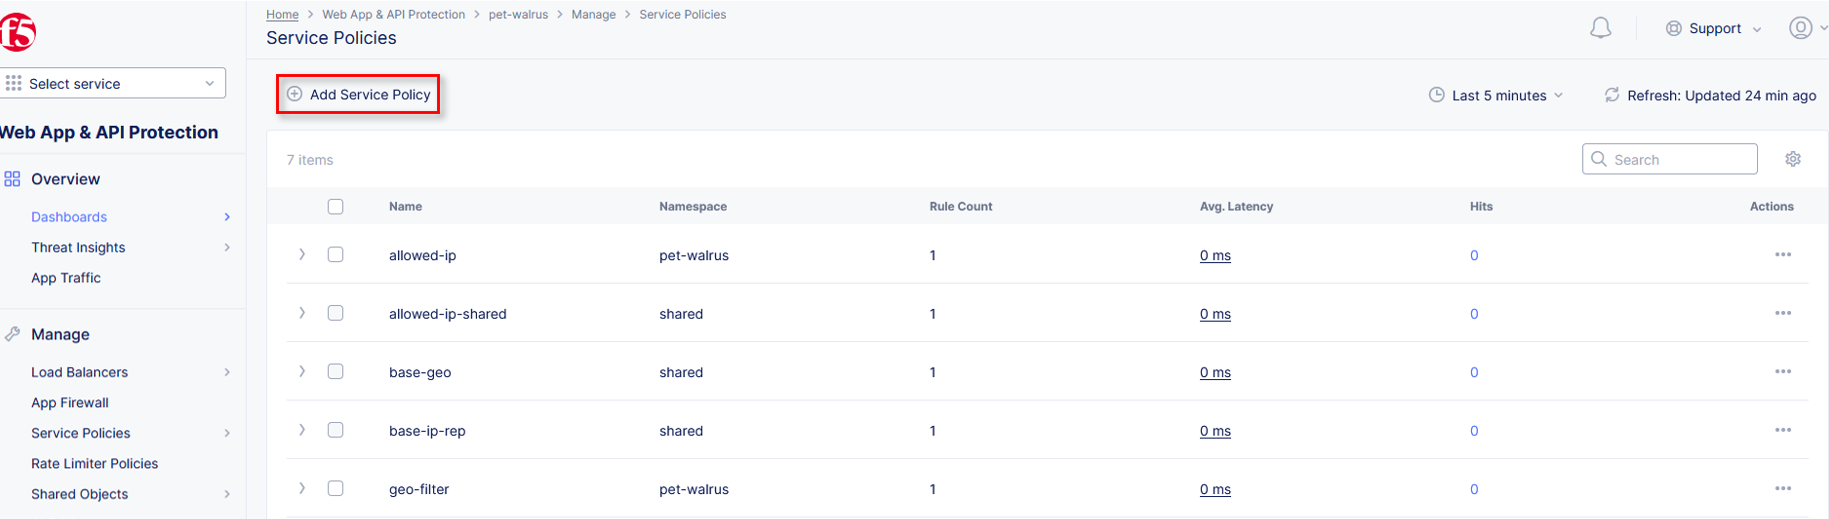 Home > Web App & API Protection > pet-walrus > Manage > Service Policies
Service Policies
Support
f5
Select service
Add Service Policy
Last 5 minutes
Refresh: Updated 24 min ago
Web App & API Protection
7 items
Search
Overview
Dashboards
Threat Insights
App Traffic
Manage
Load Balancers
App Firewall
Service Policies
Rate Limiter Policies
Shared Objects
Name Namespace Rule Count Avg. Latency Hits Actions
allowed-ip pet-walrus 1 0 ms 0
allowed-ip-shared shared 1 0 ms 0
base-geo shared 1 0 ms 0
base-ip-rep shared 1 0 ms 0
geo-filter pet-walrus 1 0 ms 0